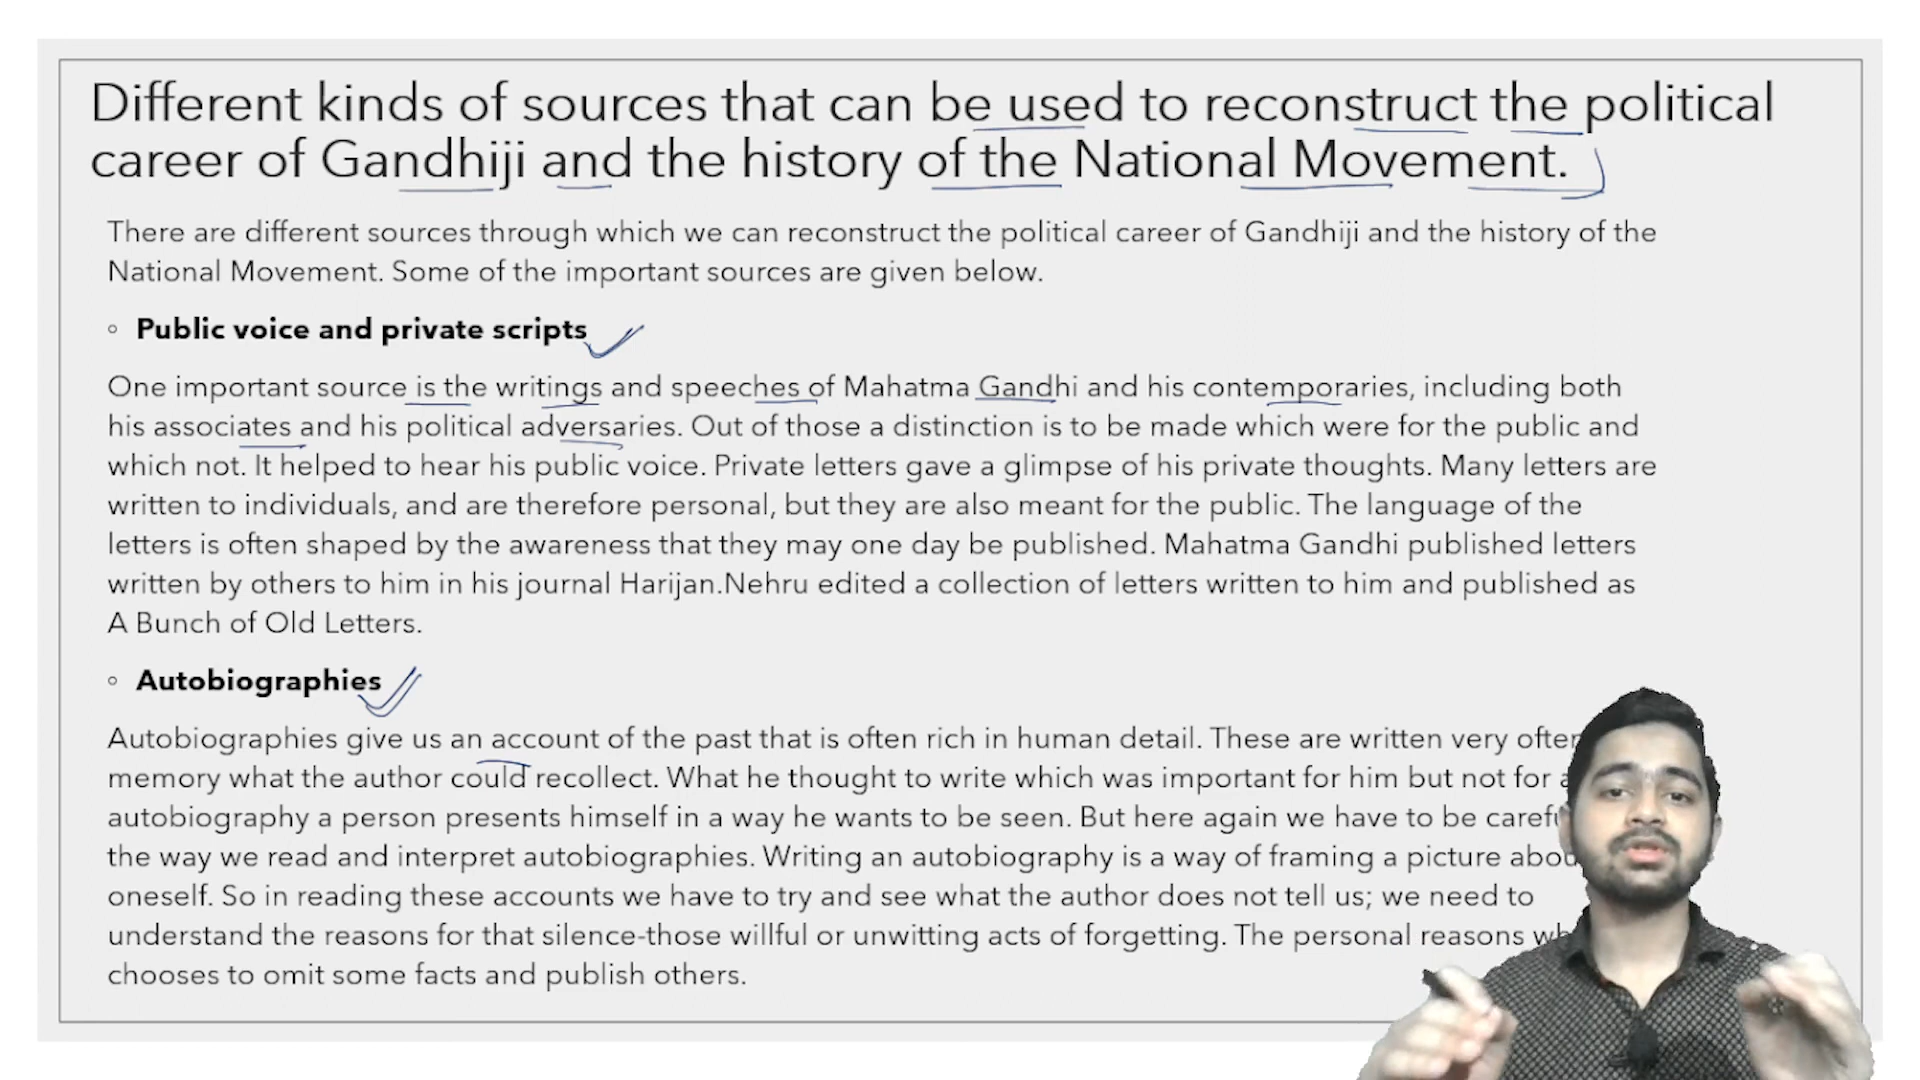 Different kinds of sources that can be used to reconstruct the political
career of Gandhiji and the history of the National Movement.
There are different sources through which we can reconstruct the political career of Gandhiji and the history of the
National Movement. Some of the important sources are given below.
Public voice and private scripts
One important source is the writings and speeches of Mahatma Gandhi and his contemporaries, including both
his associates and his political adversaries. Out of those a distinction is to be made which were for the public and
which not. It helped to hear his public voice. Private letters gave a glimpse of his private thoughts. Many letters are
written to individuals, and are therefore personal, but they are also meant for the public. The language of the
letters is often shaped by the awareness that they may one day be published. Mahatma Gandhi published letters
written by others to him in his journal Harijan.Nehru edited a collection of letters written to him and published as
A Bunch of Old Letters.
Autobiographies
Autobiographies give us an account of the past that is often rich in human detail. These are written very
memory what the author could recollect. What he thought to write which was important for him but not for
autobiography a person presents himself in a way he wants to be seen. But here again we have to be
the way we read and interpret autobiographies. Writing an autobiography is a way of framing a picture
oneself. So in reading these accounts we have to try and see what the author does not tell us; we need to
understand the reasons for that silence-those willful or unwitting acts of forgetting. The personal reasons
chooses to omit some facts and publish others.